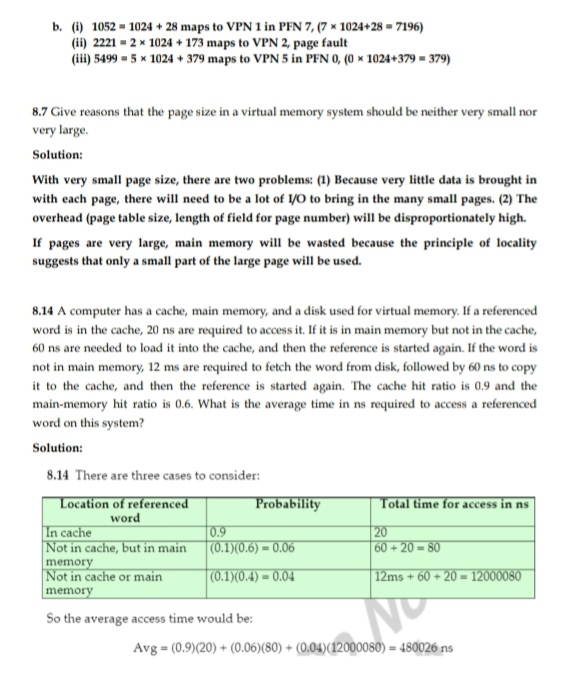 b. (i) 1052 = 1024 + 28 maps to VPN 1 in PFN 7, (7 × 1024+28 = 7196)
(ii) 2221 = 2 × 1024 + 173 maps to VPN 2, page fault
(iii) 5499 = 5 × 1024 + 379 maps to VPN 5 in PFN 0, (0 × 1024+379 = 379)
8.7 Give reasons that the page size in a virtual memory system should be neither very small nor
very large.
Solution:
With very small page size, there are two problems: (1) Because very little data is brought in
with each page, there will need to be a lot of I/O to bring in the many small pages. (2) The
overhead (page table size, length of field for page number) will be disproportionately high.
If pages are very large, main memory will be wasted because the principle of locality
suggests that only a small part of the large page will be used.
8.14 A computer has a cache, main memory, and a disk used for virtual memory. If a referenced
word is in the cache, 20 ns are required to access it. If it is in main memory but not in the cache,
60 ns are needed to load it into the cache, and then the reference is started again. If the word is
not in main memory, 12 ms are required to fetch the word from disk, followed by 60 ns to copy
it to the cache, and then the reference is started again. The cache hit ratio is 0.9 and the
main-memory hit ratio is 0.6. What is the average time in ns required to access a referenced
word on this system?
Solution:
8.14 There are three cases to consider:
Location of referenced word Probability Total time for access in ns
In cache 0.9 20
Not in cache, but in main memory (0.1)(0.6) = 0.06 60 + 20 = 80
Not in cache or main memory (0.1)(0.4) = 0.04 12ms + 60 + 20 = 12000080
So the average access time would be:
Avg = (0.9)(20) + (0.06)(80) + (0.04)(12000080) = 480026 ns